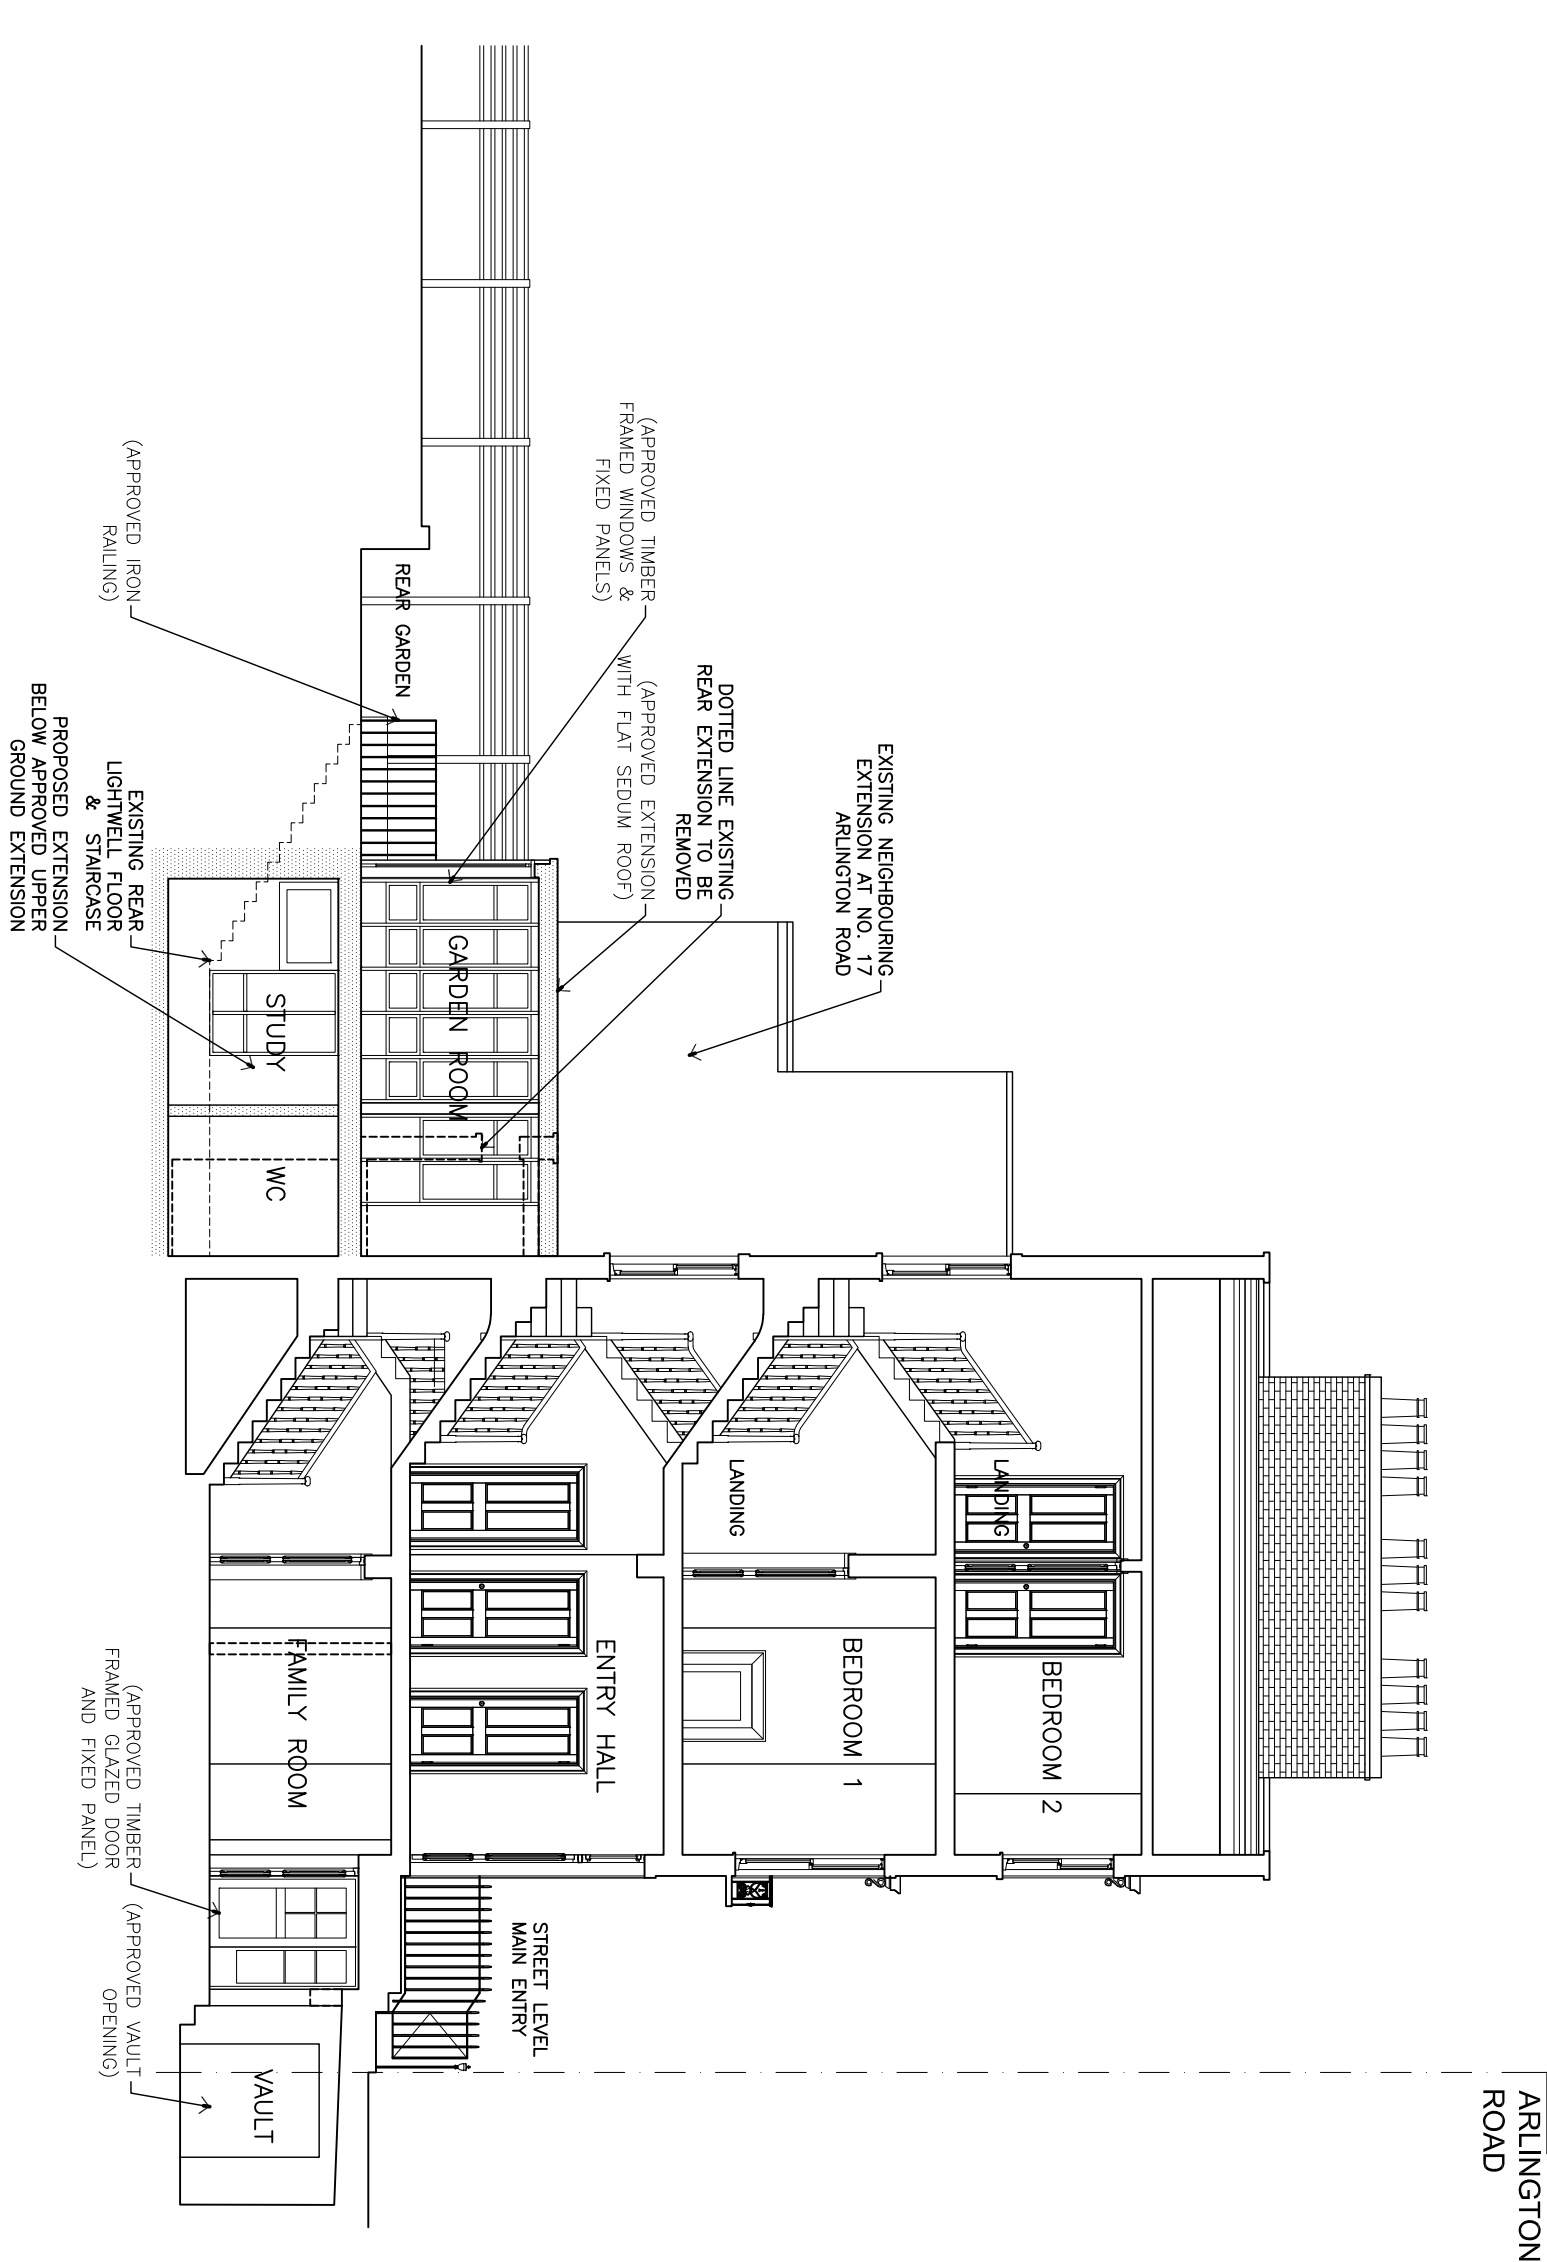 ARLINGTON
ROAD
EXISTING NEIGHBOURING
EXTENSION AT NO. 17
ARLINGTON ROAD
DOTTED LINE EXISTING
REAR EXTENSION TO BE
REMOVED
(APPROVED EXTENSION
WITH FLAT SEDUM ROOF)
(APPROVED TIMBER
FRAMED WINDOWS &
FIXED PANELS)
LANDING
BEDROOM 2
LANDING
BEDROOM 1
ENTRY HALL
STREET LEVEL
MAIN ENTRY
REAR GARDEN
GARDEN ROOM
STUDY
WC
FAMILY ROOM
VAULT
(APPROVED IRON
RAILING)
EXISTING REAR
LIGHTWELL FLOOR
& STAIRCASE
PROPOSED EXTENSION
BELOW APPROVED UPPER
GROUND EXTENSION
(APPROVED TIMBER
FRAMED GLAZED DOOR
AND FIXED PANEL)
(APPROVED VAULT
OPENING)